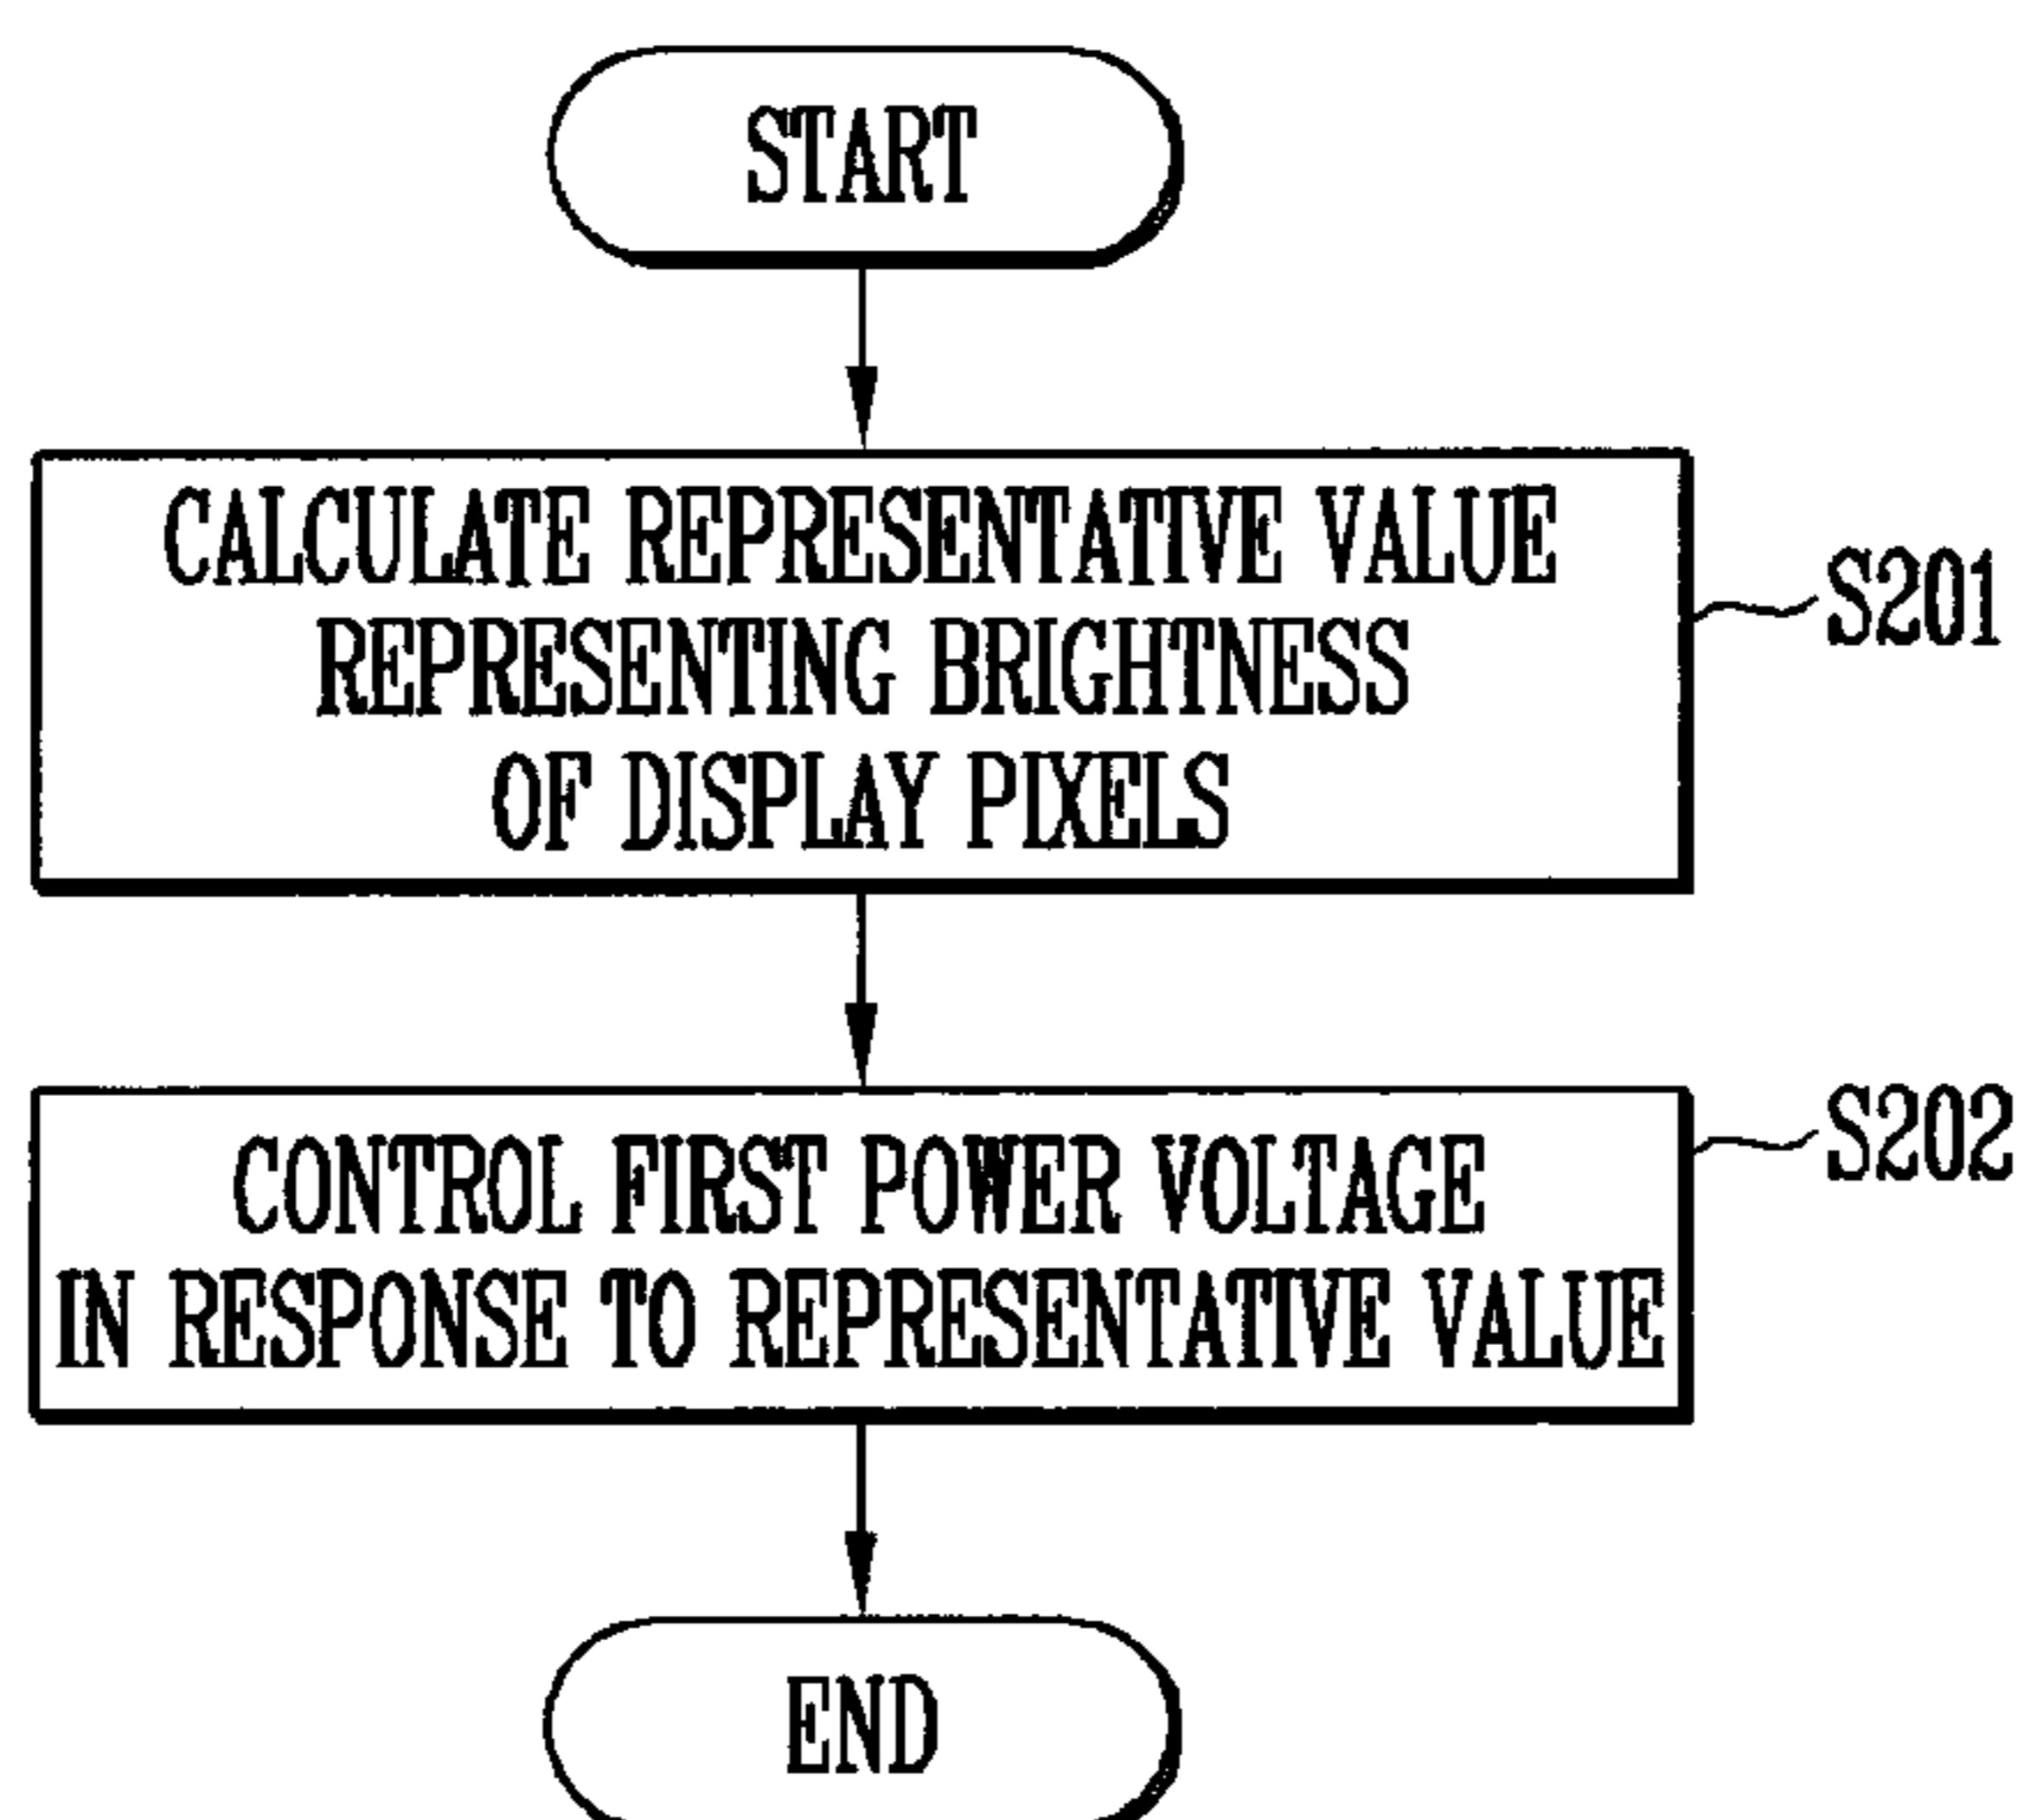 START
CALCULATE REPRESENTATIVE VALUE
REPRESENTING BRIGHTNESS
OF DISPLAY PIXELS
S201
CONTROL FIRST POWER VOLTAGE
IN RESPONSE TO REPRESENTATIVE VALUE
S202
END